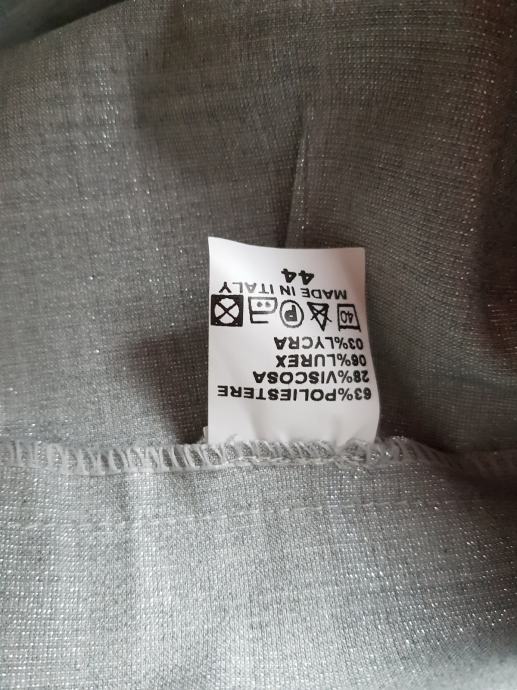 63%POLIESTERE
28%VISCOSA
06%LUREX
03%LYCRA
40 P
MADE IN ITALY
44